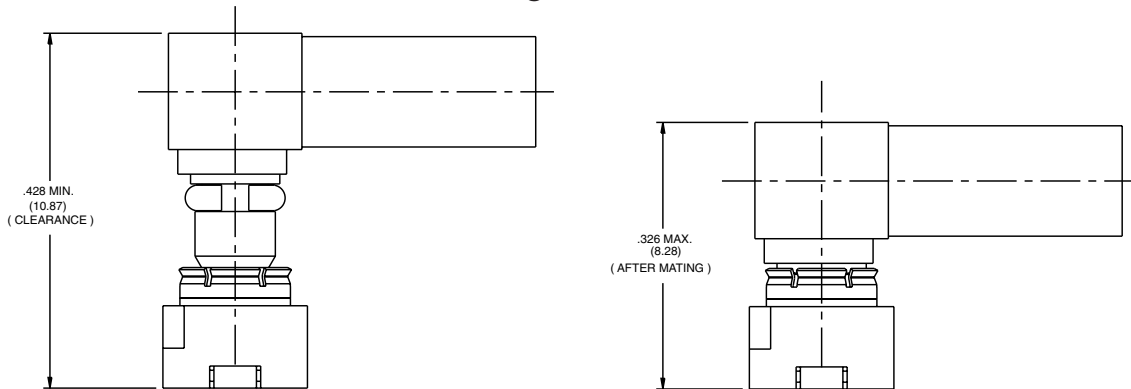 .428 MIN.
(10.87)
( CLEARANCE )
.326 MAX.
(8.28)
( AFTER MATING )